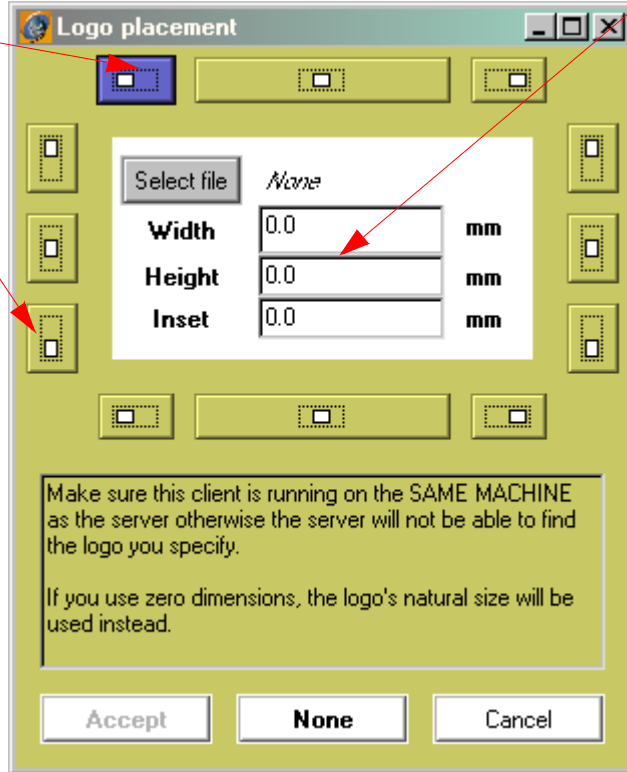 Logo placement
Select file None
Width 0.0 mm
Height 0.0 mm
Inset 0.0 mm
Make sure this client is running on the SAME MACHINE
as the server otherwise the server will not be able to find
the logo you specify.
If you use zero dimensions, the logo's natural size will be
used instead.
Accept None Cancel